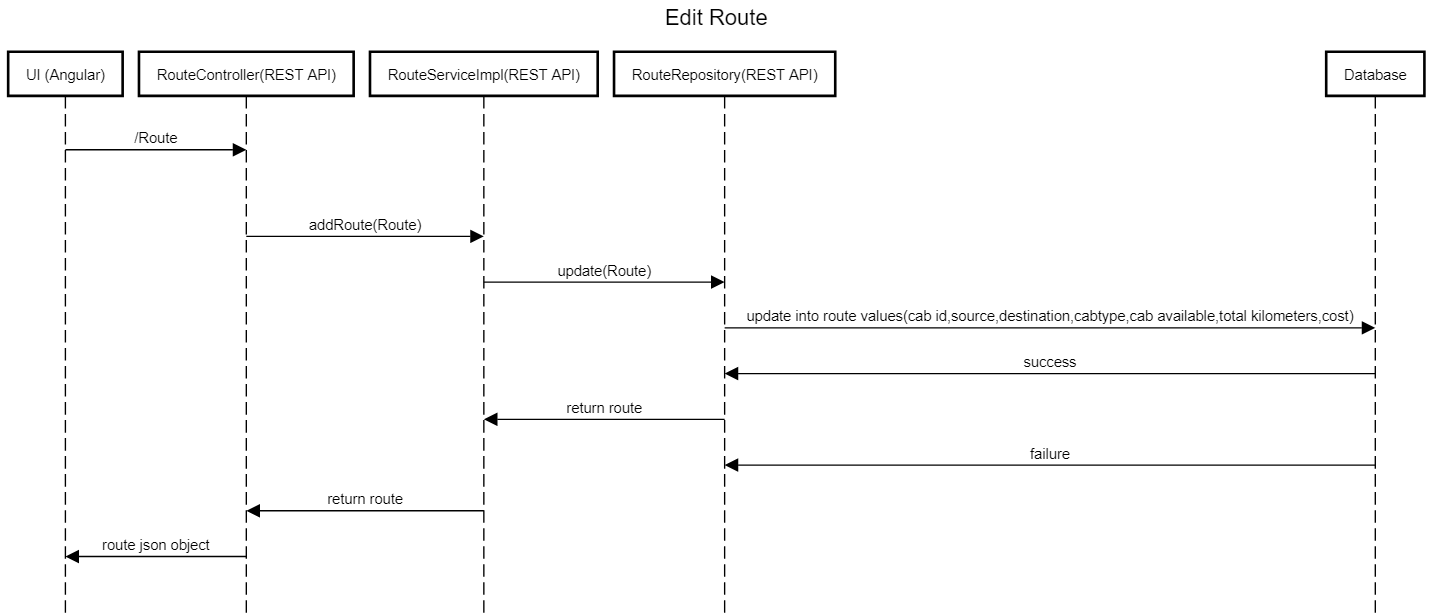 Edit Route
UI (Angular)
RouteController(REST API)
RouteServiceImpl(REST API)
RouteRepository(REST API)
Database
/Route
addRoute(Route)
update(Route)
update into route values(cab id,source,destination,cabtype,cab available,total kilometers,cost)
success
return route
failure
return route
route json object